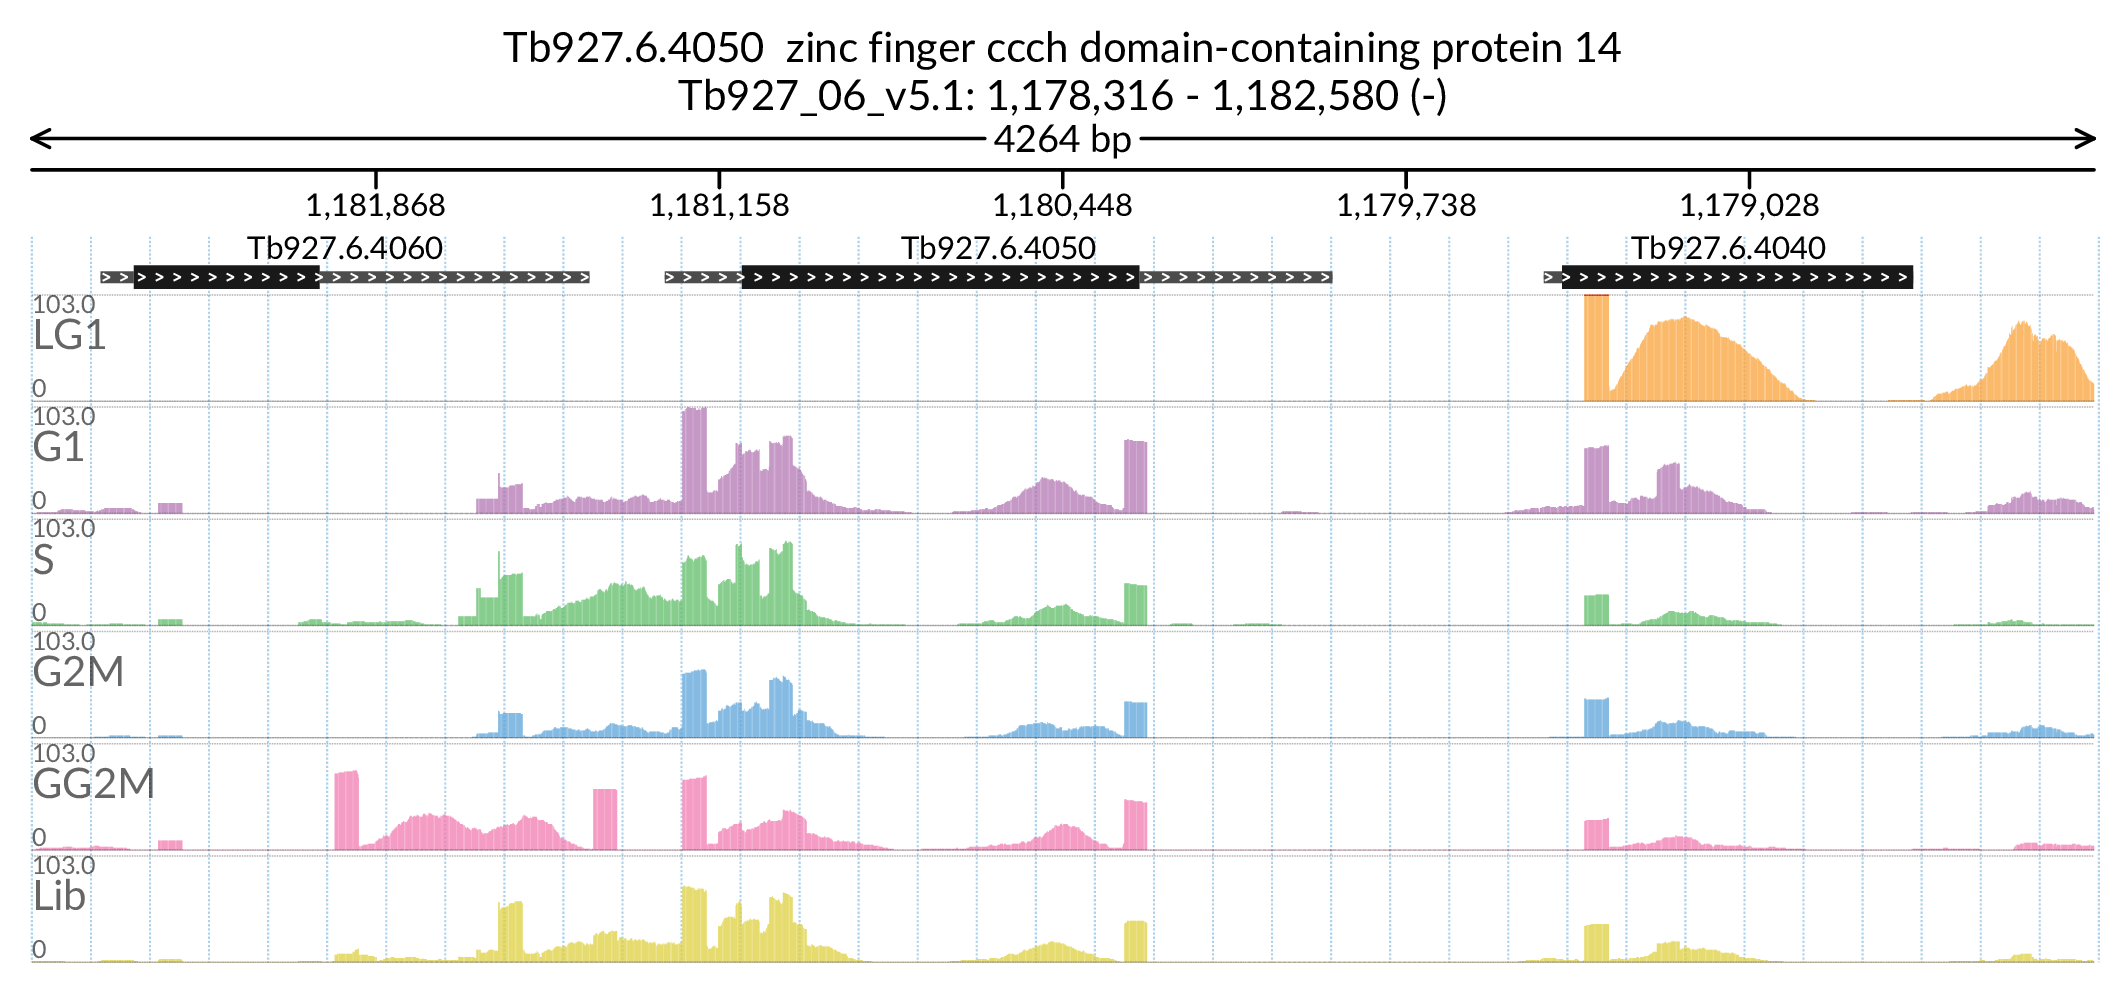 Tb927.6.4050 zinc finger ccch domain-containing protein 14
Tb927_06_v5.1: 1,178,316 - 1,182,580 (-)
4264 bp
1,181,868 1,181,158 1,180,448 1,179,738 1,179,028
Tb927.6.4060 Tb927.6.4050 Tb927.6.4040
103.0
LG1
0
103.0
G1
0
103.0
S
0
103.0
G2M
0
103.0
GG2M
0
103.0
Lib
0